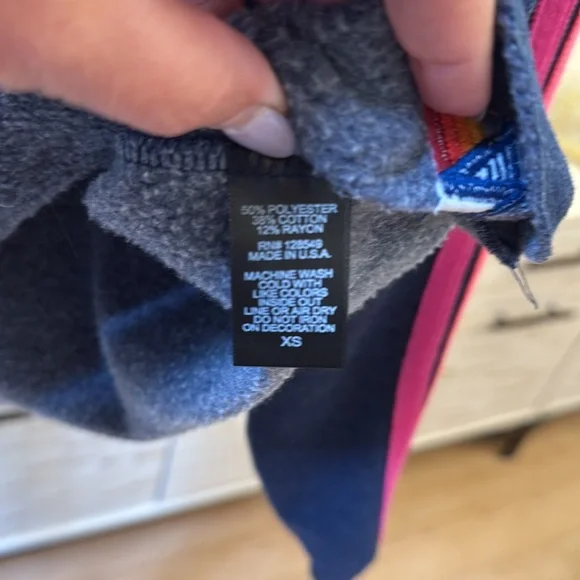 50% POLYESTER
38% COTTON
12% RAYON
RN# 128549
MADE IN U.S.A.
MACHINE WASH
COLD WITH
LIKE COLORS
INSIDE OUT
LINE OR AIR DRY
DO NOT IRON
ON DECORATION
XS